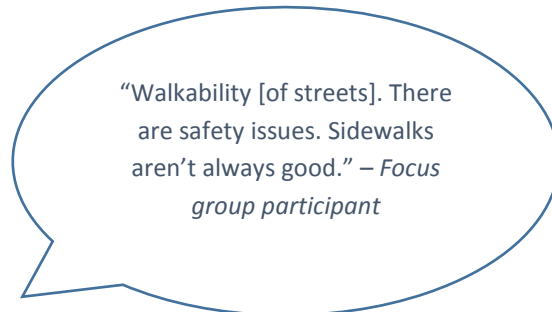 “Walkability [of streets]. There
are safety issues. Sidewalks
aren’t always good.” – Focus
group participant